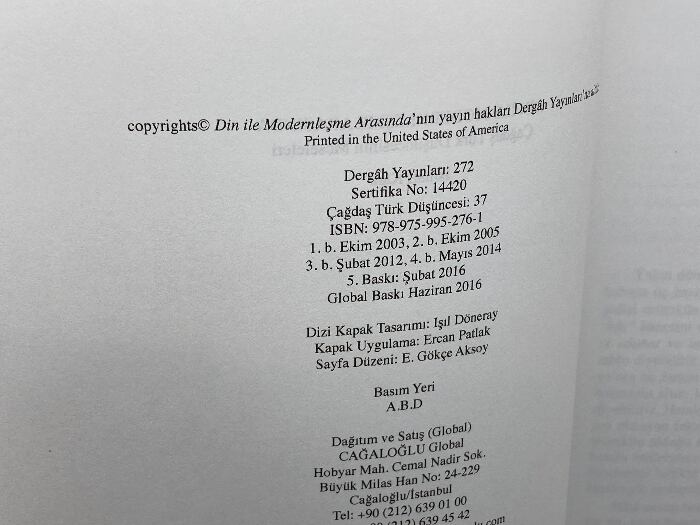 copyrights© Din ile Modernleşme Arasında'nın yayın hakları Dergâh Yayınları
Printed in the United States of America
Dergâh Yayınları: 272
Sertifika No: 14420
Çağdaş Türk Düşüncesi: 37
ISBN: 978-975-995-276-1
1. b. Ekim 2003, 2. b. Ekim 2005
3. b. Şubat 2012, 4. b. Mayıs 2014
5. Baskı: Şubat 2016
Global Baskı Haziran 2016
Dizi Kapak Tasarımı: Işıl Döneray
Kapak Uygulama: Ercan Patlak
Sayfa Düzeni: E. Gökçe Aksoy
Basım Yeri
A.B.D
Dağıtım ve Satış (Global)
CAĞALOĞLU Global
Hobyar Mah. Cemal Nadir Sok.
Büyük Milas Han No: 24-229
Cağaloğlu/İstanbul
Tel: +90 (212) 639 01 00
(212) 639 45 42